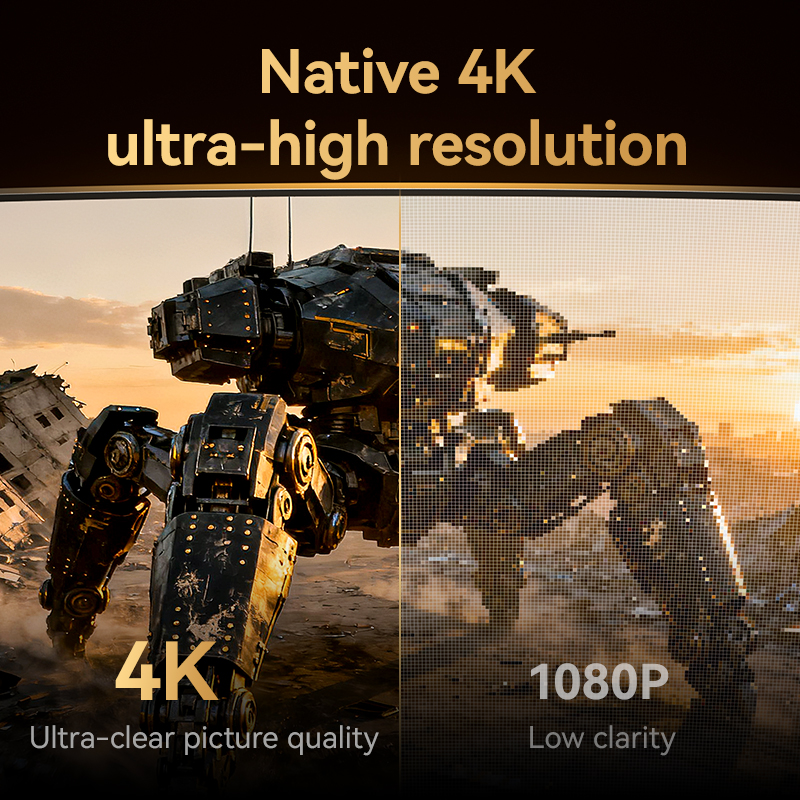 Native 4K
ultra-high resolution
4K
Ultra-clear picture quality
1080P
Low clarity